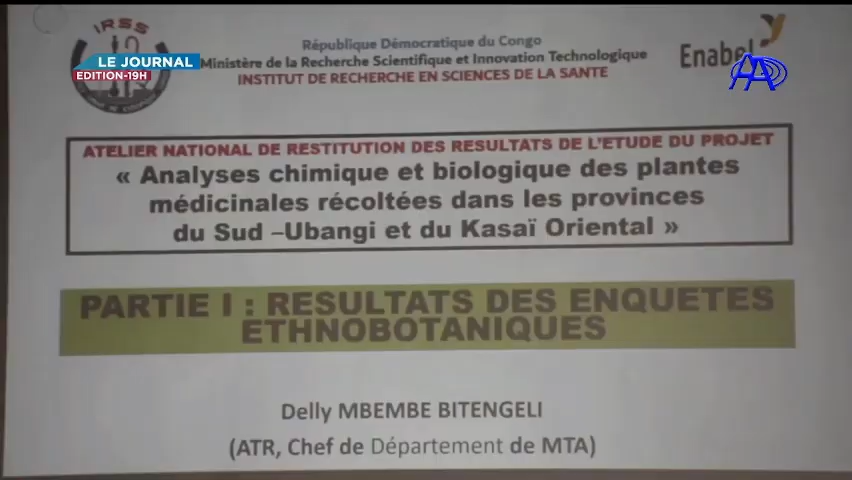 IRSS
LE JOURNAL
EDITION-19H
République Démocratique du Congo
Ministère de la Recherche Scientifique et Innovation Technologique
INSTITUT DE RECHERCHE EN SCIENCES DE LA SANTE
Enabel
ATELIER NATIONAL DE RESTITUTION DES RESULTATS DE L'ETUDE DU PROJET
« Analyses chimique et biologique des plantes
médicinales récoltées dans les provinces
du Sud –Ubangi et du Kasaï Oriental »
PARTIE I : RESULTATS DES ENQUETES
ETHNOBOTANIQUES
Delly MBEMBE BITENGELI
(ATR, Chef de Département de MTA)